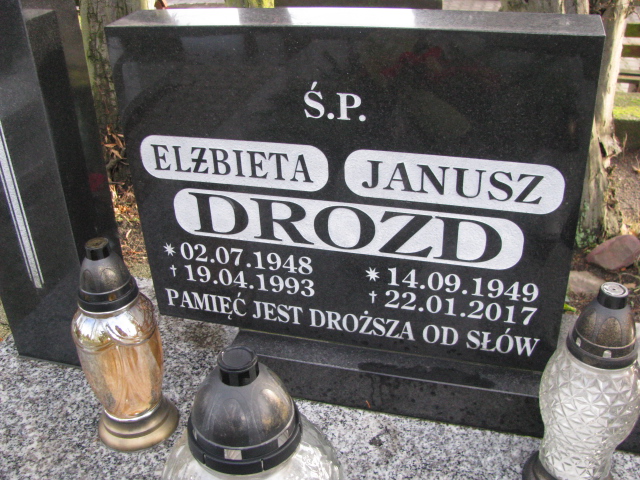 Ś.P.
ELŻBIETA JANUSZ
DROZD
* 02.07.1948 * 14.09.1949
† 19.04.1993 † 22.01.2017
PAMIĘĆ JEST DROŻSZA OD SŁÓW